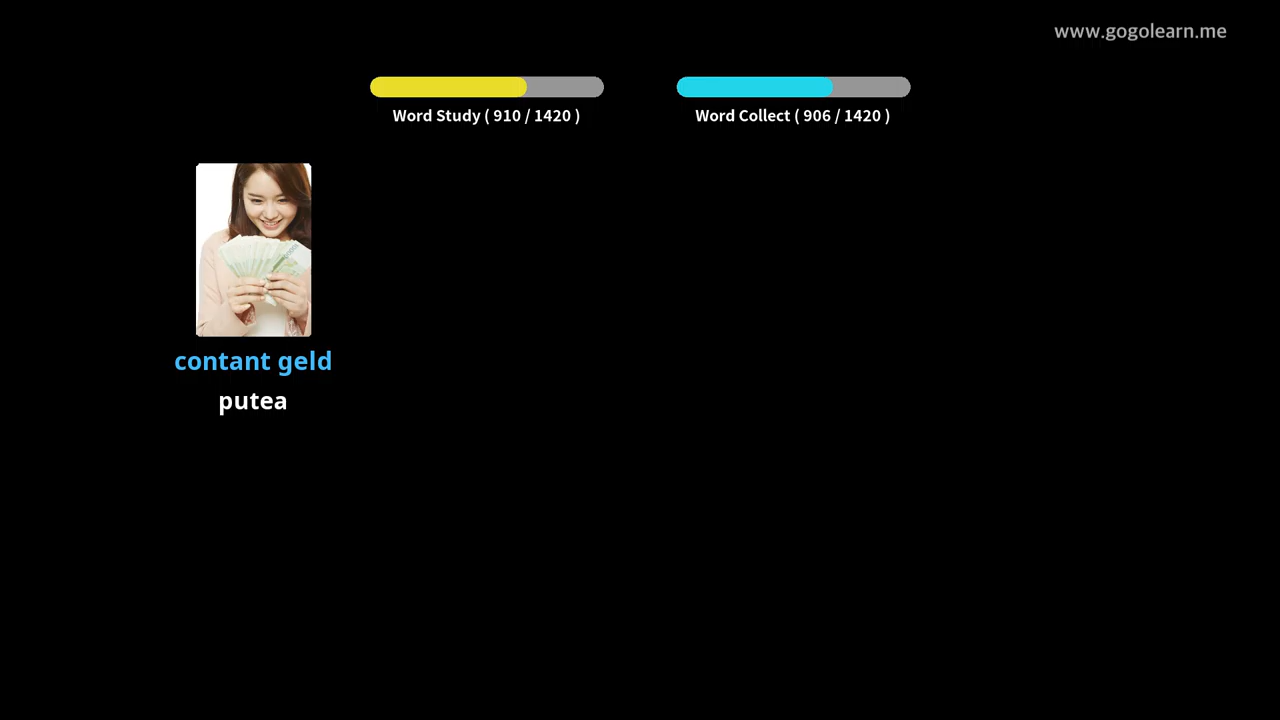 www.gogolearn.me
Word Study ( 910 / 1420 )
Word Collect ( 906 / 1420 )
contant geld
putea